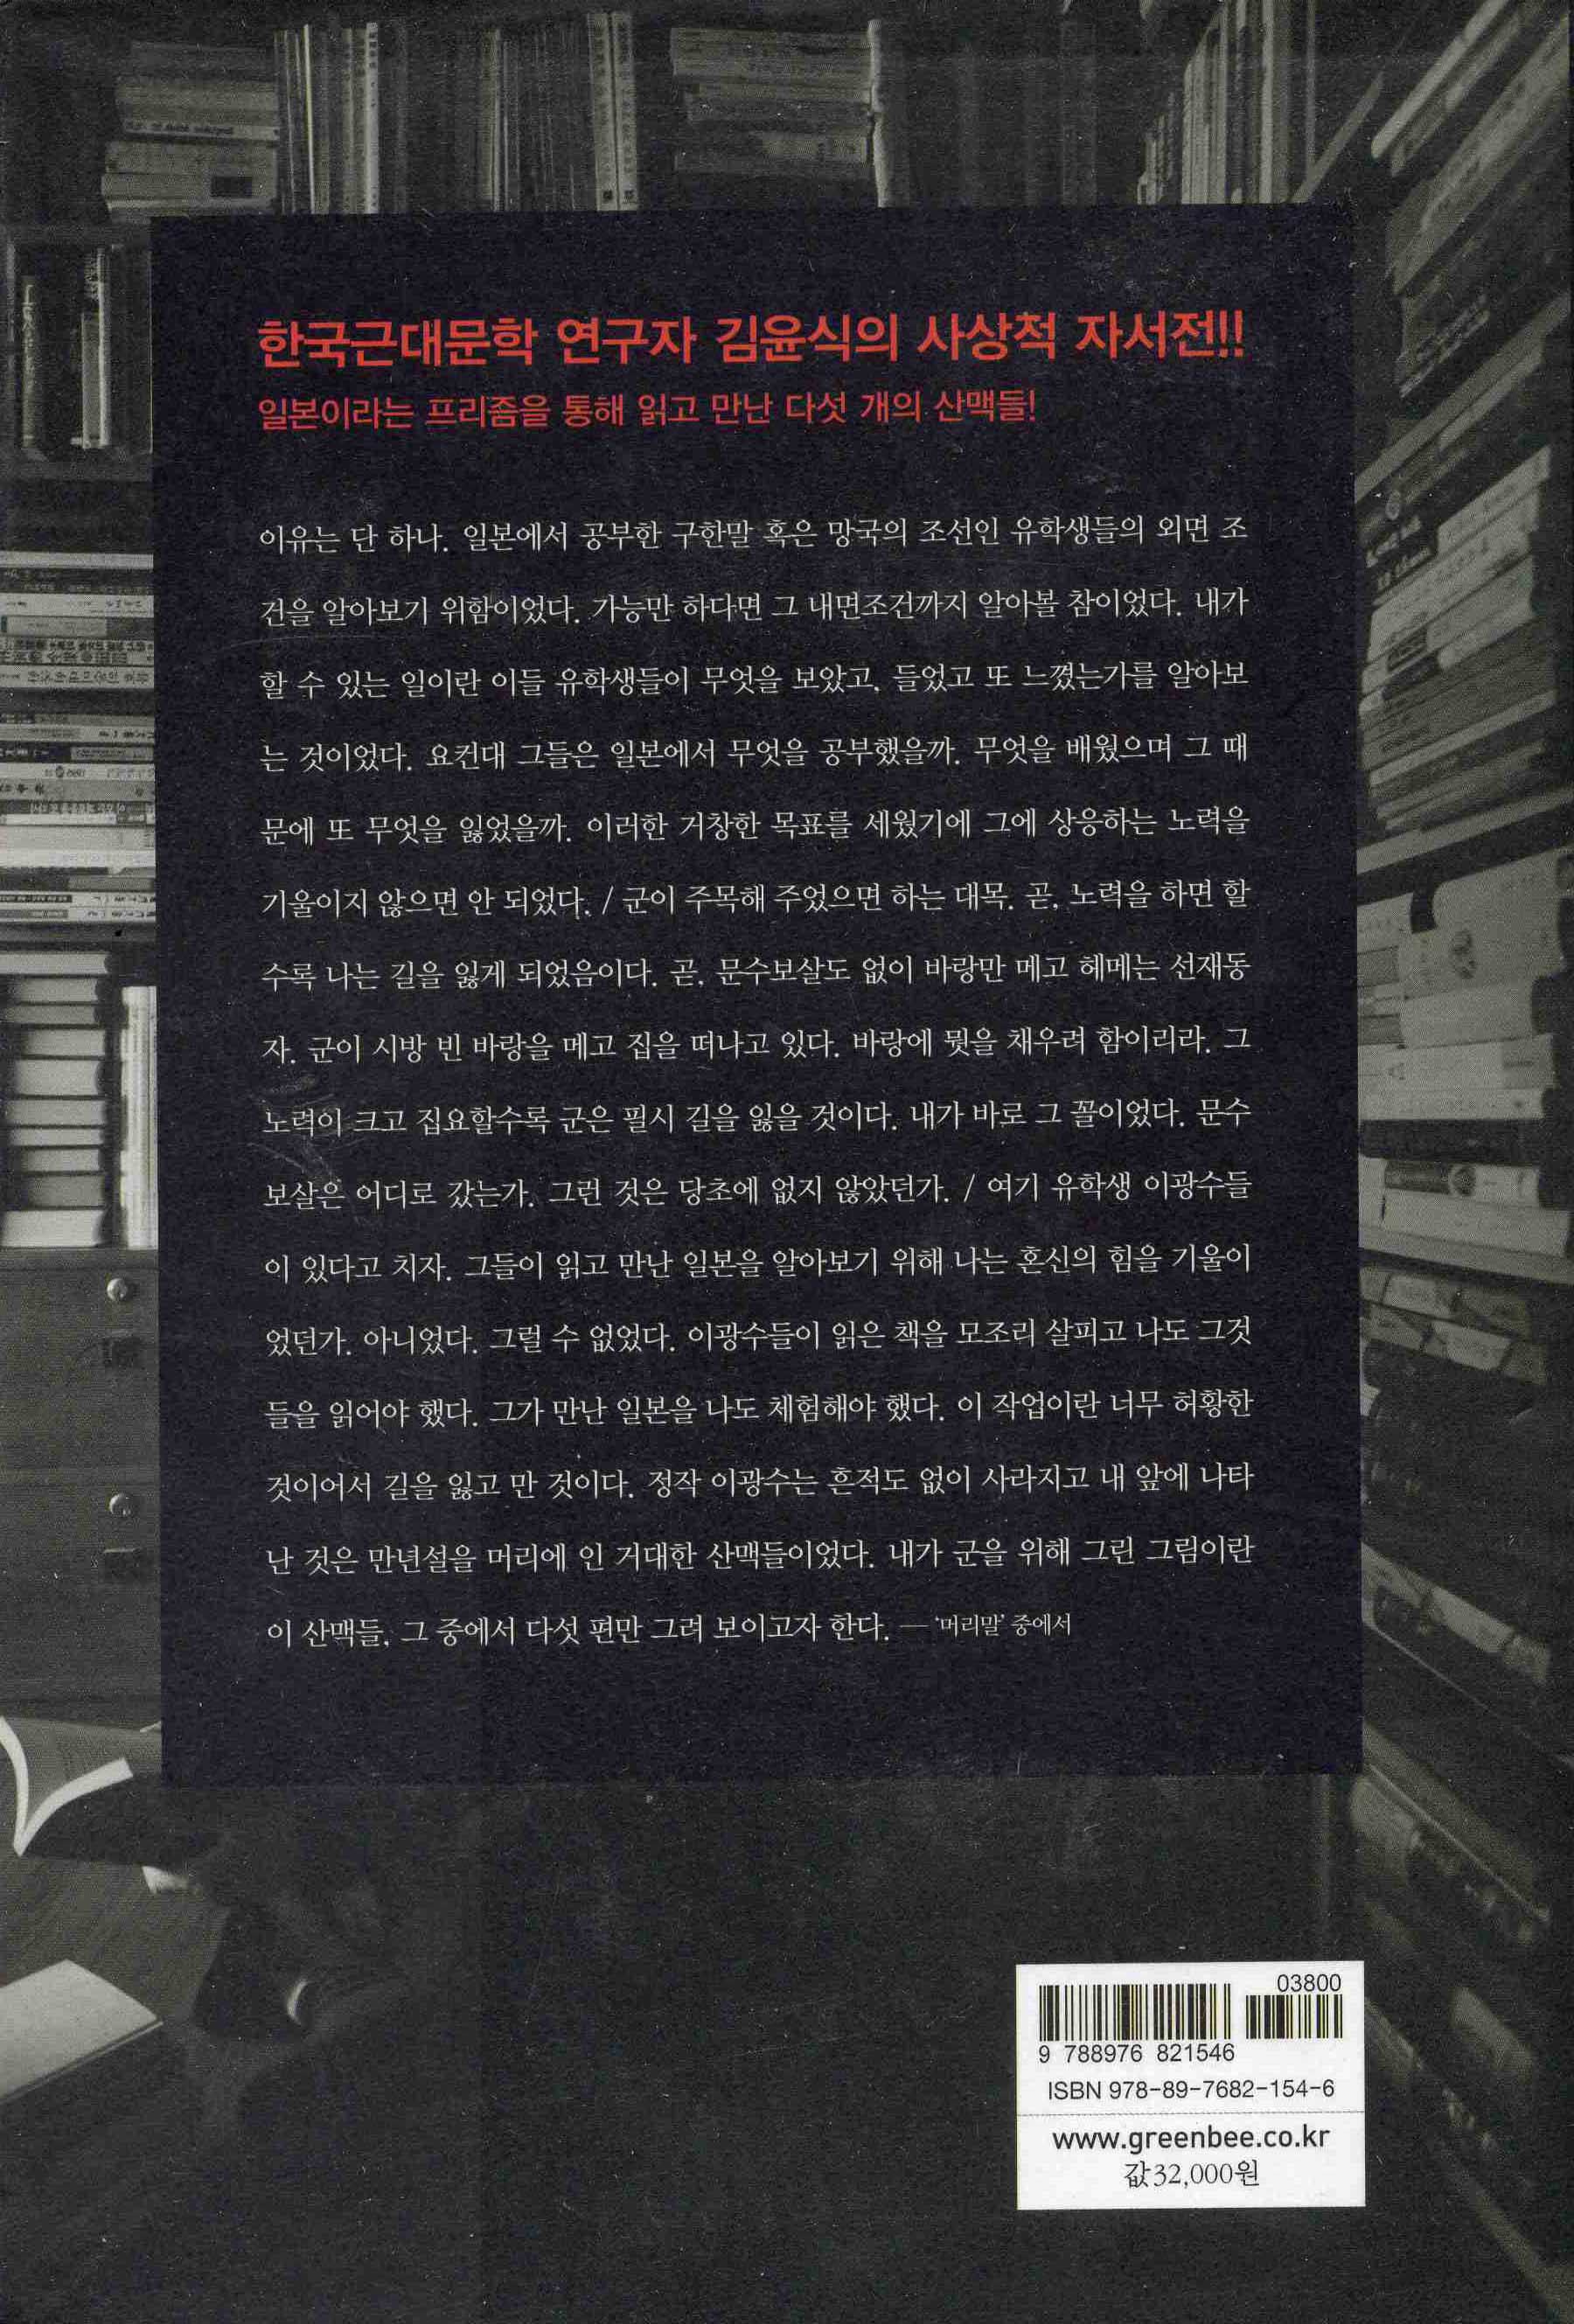 한국근대문학 연구자 김윤식의 사상적 자서전!!
일본이라는 프리즘을 통해 읽고 만난 다섯 개의 산맥들!
이유는 단 하나. 일본에서 공부한 구한말 혹은 망국의 조선인 유학생들의 외면 조
건을 알아보기 위함이었다. 가능만 하다면 그 내면조건까지 알아볼 참이었다. 내가
할 수 있는 일이란 이들 유학생들이 무엇을 보았고, 들었고 또 느꼈는가를 알아보
는 것이었다. 요컨대 그들은 일본에서 무엇을 공부했을까. 무엇을 배웠으며 그 때
문에 또 무엇을 잃었을까. 이러한 거창한 목표를 세웠기에 그에 상응하는 노력을
기울이지 않으면 안 되었다. / 군이 주목해 주었으면 하는 대목. 곧, 노력을 하면 할
수록 나는 길을 잃게 되었음이다. 곧, 문수보살도 없이 바랑만 메고 헤메는 선재동
자. 군이 시방 빈 바랑을 메고 집을 떠나고 있다. 바랑에 뭣을 채우려 함이리라. 그
노력이 크고 집요할수록 군은 필시 길을 잃을 것이다. 내가 바로 그 꼴이었다. 문수
보살은 어디로 갔는가. 그런 것은 당초에 없지 않았던가. / 여기 유학생 이광수들
이 있다고 치자. 그들이 읽고 만난 일본을 알아보기 위해 나는 혼신의 힘을 기울이
었던가. 아니었다. 그럴 수 없었다. 이광수들이 읽은 책을 모조리 살피고 나도 그것
들을 읽어야 했다. 그가 만난 일본을 나도 체험해야 했다. 이 작업이란 너무 허황한
것이어서 길을 잃고 만 것이다. 정작 이광수는 흔적도 없이 사라지고 내 앞에 나타
난 것은 만년설을 머리에 인 거대한 산맥들이었다. 내가 군을 위해 그린 그림이란
이 산맥들, 그 중에서 다섯 편만 그려 보이고자 한다. — '머리말' 중에서
03800
9 788976 821546
ISBN 978-89-7682-154-6
www.greenbee.co.kr
값 32,000원